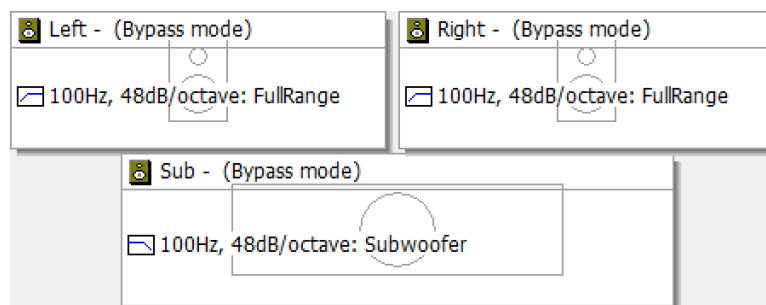 Left - (Bypass mode)
Right - (Bypass mode)
100Hz, 48dB/octave: FullRange
100Hz, 48dB/octave: FullRange
Sub - (Bypass mode)
100Hz, 48dB/octave: Subwoofer